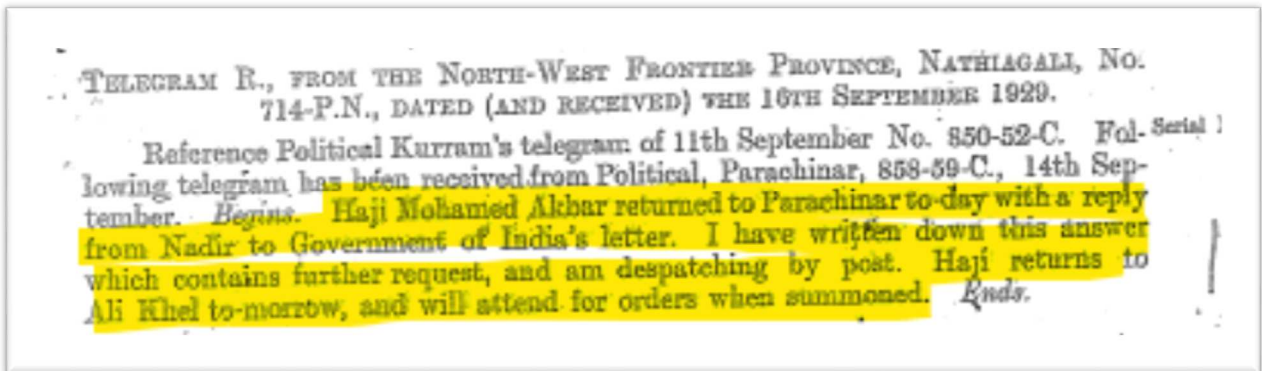 TELEGRAM R., FROM THE NORTH-WEST FRONTIER PROVINCE, NATHIAGALI, NO.
714-P.N., DATED (AND RECEIVED) THE 16TH SEPTEMBER 1929.
Reference Political Kurram's telegram of 11th September No. 850-52-C. Fol- Serial
lowing telegram has been received from Political, Parachinar, 858-59-C., 14th Sep-
tember. Begins. Haji Mohamed Akbar returned to Parachinar to-day with a reply
from Nadir to Government of India's letter. I have written down this answer
which contains further request, and am despatching by post. Haji returns to
Ali Khel to-morrow, and will attend for orders when summoned. Ends.